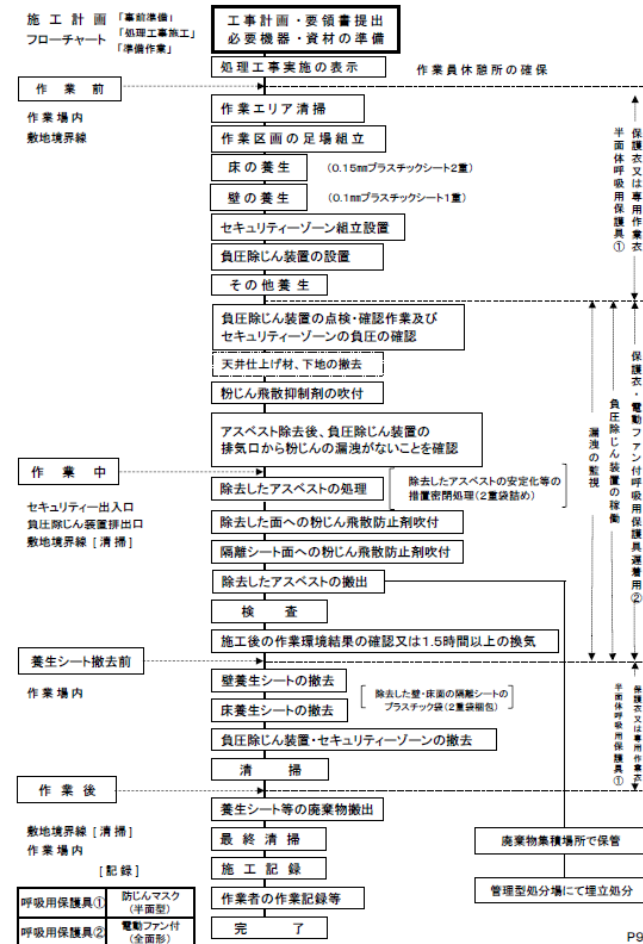 施工計画
フローチャート
「事前準備」
「処理工事施工」
「準備作業」
工事計画・要領書提出
必要機器・資材の準備
処理工事実施の表示
作業員休憩所の確保
作業前
作業場内
敷地境界線
作業エリア清掃
作業区画の足場組立
床の養生
(0.15mmプラスチックシート2重)
壁の養生
(0.1mmプラスチックシート1重)
セキュリティーゾーン組立設置
負圧除じん装置の設置
その他養生
保護衣又は専用作業衣
半面体呼吸用保護具①
負圧除じん装置の点検・確認作業及び
セキュリティーゾーンの負圧の確認
天井仕上げ材、下地の撤去
粉じん飛散抑制剤の吹付
アスベスト除去後、負圧除じん装置の
排気口から粉じんの漏洩がないことを確認
作業中
セキュリティー出入口
負圧除じん装置排出口
敷地境界線[清掃]
除去したアスベストの処理
除去したアスベストの安定化等の
措置密閉処理(2重袋詰め)
除去した面への粉じん飛散防止剤吹付
隔離シート面への粉じん飛散防止剤吹付
除去したアスベストの搬出
検査
施工後の作業環境結果の確認又は1.5時間以上の換気
漏洩の監視
負圧除じん装置の稼働
保護衣・電動ファン付呼吸用保護具遅着用②
養生シート撤去前
作業場内
壁養生シートの撤去
床養生シートの撤去
除去した壁・床面の隔離シートの
プラスチック袋(2重袋梱包)
負圧除じん装置・セキュリティーゾーンの撤去
清掃
保護衣又は専用作業衣
半面体呼吸用保護具①
作業後
敷地境界線[清掃]
作業場内
[記録]
養生シート等の廃棄物搬出
最終清掃
施工記録
作業者の作業記録等
完了
廃棄物集積場所で保管
管理型処分場にて埋立処分
呼吸用保護具①
防じんマスク
(半面型)
呼吸用保護具②
電動ファン付
(全面形)
P9